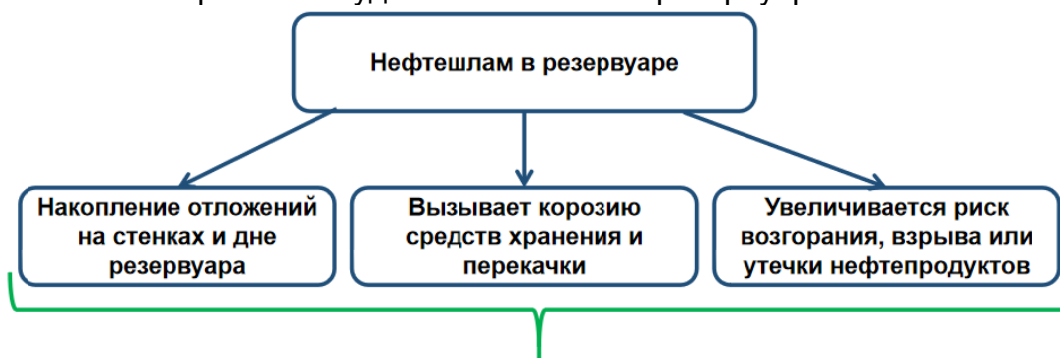 Нефтешлам в резервуаре
Накопление отложений
на стенках и дне
резервуара
Вызывает корозию
средств хранения и
перекачки
Увеличивается риск
возгорания, взрыва или
утечки нефтепродуктов